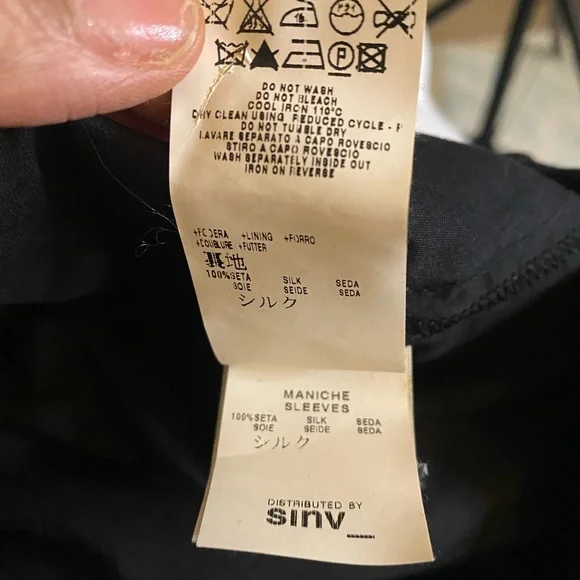 DO NOT WASH
DO NOT BLEACH
COOL IRON 110°C
DRY CLEAN USING REDUCED CYCLE - P
DO NOT TUMBLE DRY
LAVARE SEPARATO A CAPO ROVESCIO
STIRO A CAPO ROVESCIO
WASH SEPARATELY INSIDE OUT
IRON ON REVERSE
+FODERA +LINING +FORRO
+DOUBLURE +FUTTER
裏地
100%SETA SILK SEDA
SOIE SEIDE SEDA
シルク
MANICHE
SLEEVES
100%SETA SILK SEDA
SOIE SEIDE SEDA
シルク
DISTRIBUTED BY
sinv